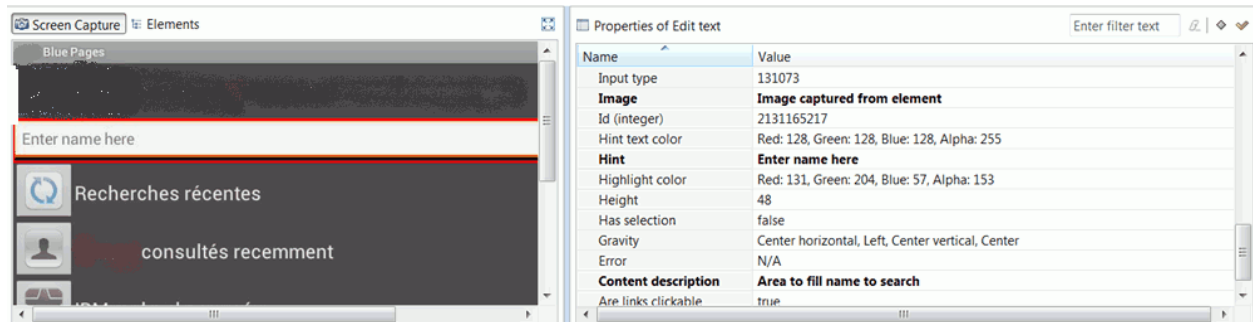 Screen Capture Elements
Blue Pages
Enter name here
Recherches récentes
consultés recemment
Properties of Edit text Enter filter text
Name Value
Input type 131073
Image Image captured from element
Id (integer) 2131165217
Hint text color Red: 128, Green: 128, Blue: 128, Alpha: 255
Hint Enter name here
Highlight color Red: 131, Green: 204, Blue: 57, Alpha: 153
Height 48
Has selection false
Gravity Center horizontal, Left, Center vertical, Center
Error N/A
Content description Area to fill name to search
Are links clickable true